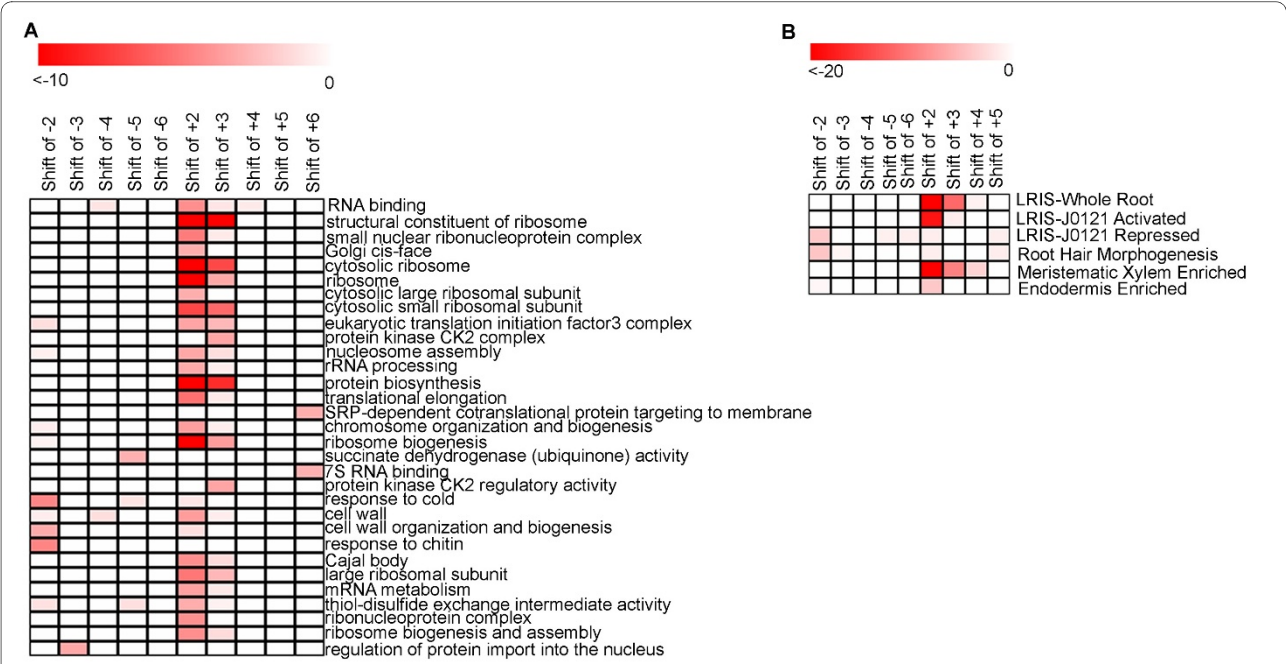 A
<-10
0
Shift of -2
Shift of -3
Shift of -4
Shift of -5
Shift of -6
Shift of +2
Shift of +3
Shift of +4
Shift of +5
Shift of +6
RNA binding
structural constituent of ribosome
small nuclear ribonucleoprotein complex
Golgi cis-face
cytosolic ribosome
ribosome
cytosolic large ribosomal subunit
cytosolic small ribosomal subunit
eukaryotic translation initiation factor3 complex
protein kinase CK2 complex
nucleosome assembly
rRNA processing
protein biosynthesis
translational elongation
SRP-dependent cotranslational protein targeting to membrane
chromosome organization and biogenesis
ribosome biogenesis
succinate dehydrogenase (ubiquinone) activity
7S RNA binding
protein kinase CK2 regulatory activity
response to cold
cell wall
cell wall organization and biogenesis
response to chitin
Cajal body
large ribosomal subunit
mRNA metabolism
thiol-disulfide exchange intermediate activity
ribonucleoprotein complex
ribosome biogenesis and assembly
regulation of protein import into the nucleus
B
<-20
0
Shift of -2
Shift of -3
Shift of -4
Shift of -5
Shift of -6
Shift of +2
Shift of +3
Shift of +4
Shift of +5
LRIS-Whole Root
LRIS-J0121 Activated
LRIS-J0121 Repressed
Root Hair Morphogenesis
Meristematic Xylem Enriched
Endodermis Enriched